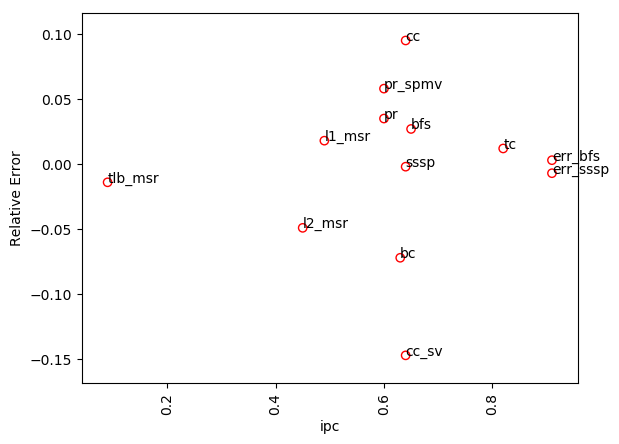 0.10
cc
pr_spmv
0.05
pr
bfs
l1_msr
tc
0.00
sssp
err_bfs
err_sssp
tlb_msr
Relative Error
−0.05
l2_msr
bc
−0.10
−0.15
cc_sv
0.2
0.4
0.6
0.8
ipc